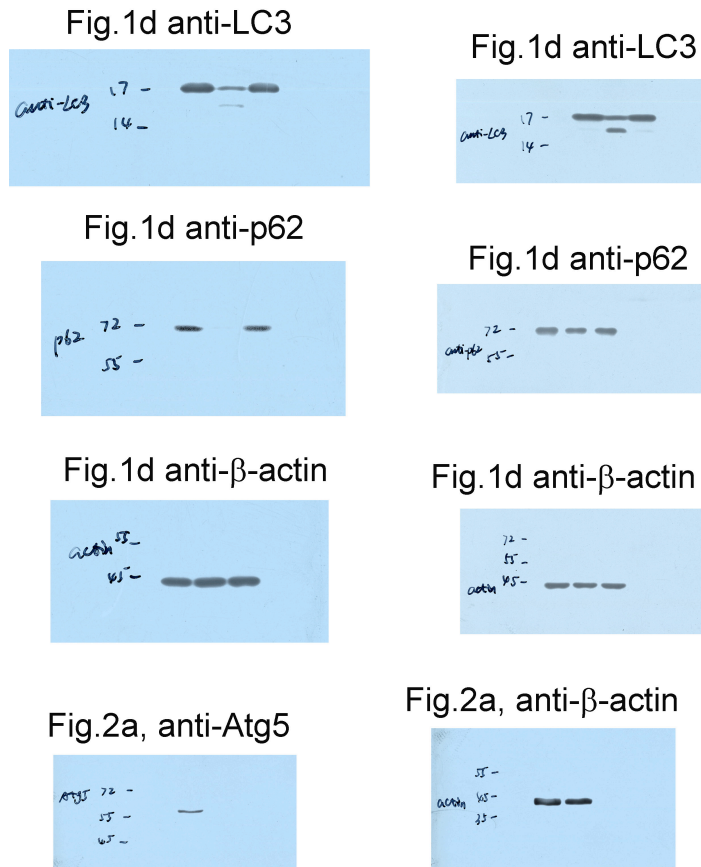 Fig.1d anti-LC3
17 -
anti-LC3
14 -
Fig.1d anti-LC3
17 -
anti-LC3
14 -
Fig.1d anti-p62
72 -
p62
55 -
Fig.1d anti-p62
72 -
anti-p62
55 -
Fig.1d anti-β-actin
55 -
actin
45 -
Fig.1d anti-β-actin
72 -
55 -
45 -
actin
Fig.2a, anti-Atg5
Atg5 72 -
55 -
45 -
Fig.2a, anti-β-actin
55 -
actin 45 -
35 -